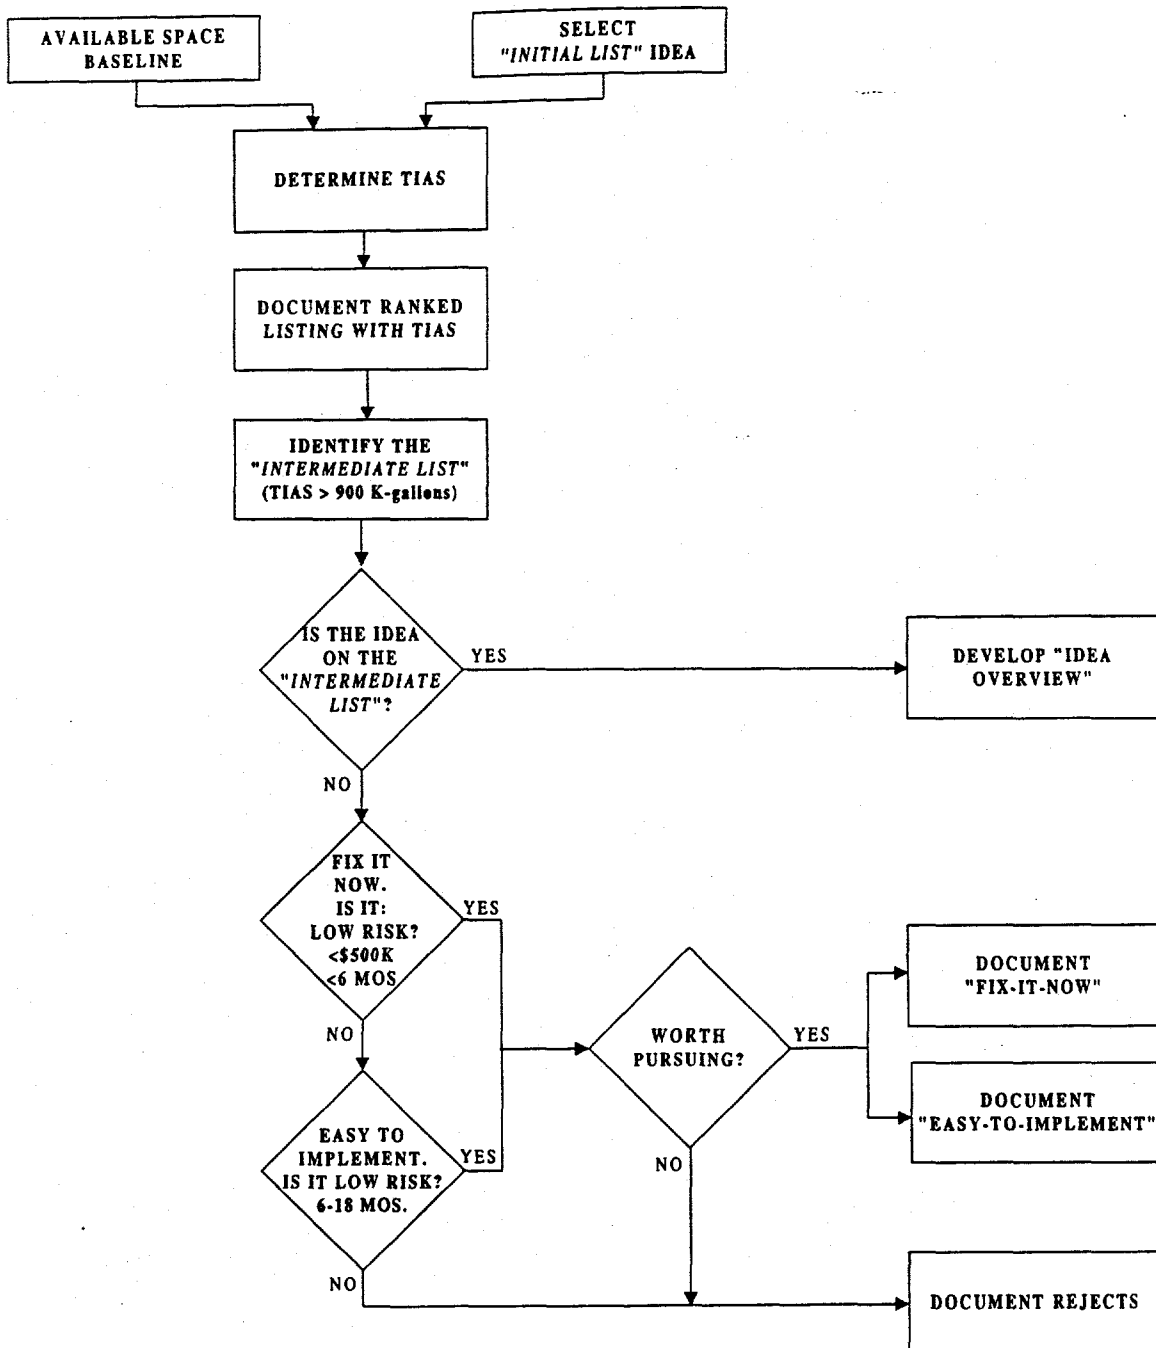 AVAILABLE SPACE
BASELINE
SELECT
"INITIAL LIST" IDEA
DETERMINE TIAS
DOCUMENT RANKED
LISTING WITH TIAS
IDENTIFY THE
"INTERMEDIATE LIST"
(TIAS > 900 K-gallons)
IS THE IDEA
ON THE
"INTERMEDIATE
LIST"?
YES
DEVELOP "IDEA
OVERVIEW"
NO
FIX IT
NOW.
IS IT:
LOW RISK?
<$500K
<6 MOS
YES
NO
WORTH
PURSUING?
YES
DOCUMENT
"FIX-IT-NOW"
DOCUMENT
"EASY-TO-IMPLEMENT"
EASY TO
IMPLEMENT.
IS IT LOW RISK?
6-18 MOS.
YES
NO
NO
DOCUMENT REJECTS